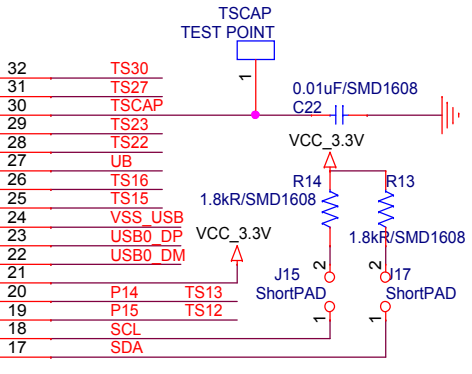 TSCAP
TEST POINT
1
32 TS30
31 TS27
30 TSCAP
29 TS23
28 TS22
27 UB
26 TS16
25 TS15
24 VSS_USB
23 USB0_DP
22 USB0_DM
21
20 P14 TS13
19 P15 TS12
18 SCL
17 SDA
0.01uF/SMD1608
C22
VCC_3.3V
R14 R13
1.8kR/SMD1608
1.8kR/SMD1608
VCC_3.3V
2 2
J15 J17
ShortPAD ShortPAD
1 1